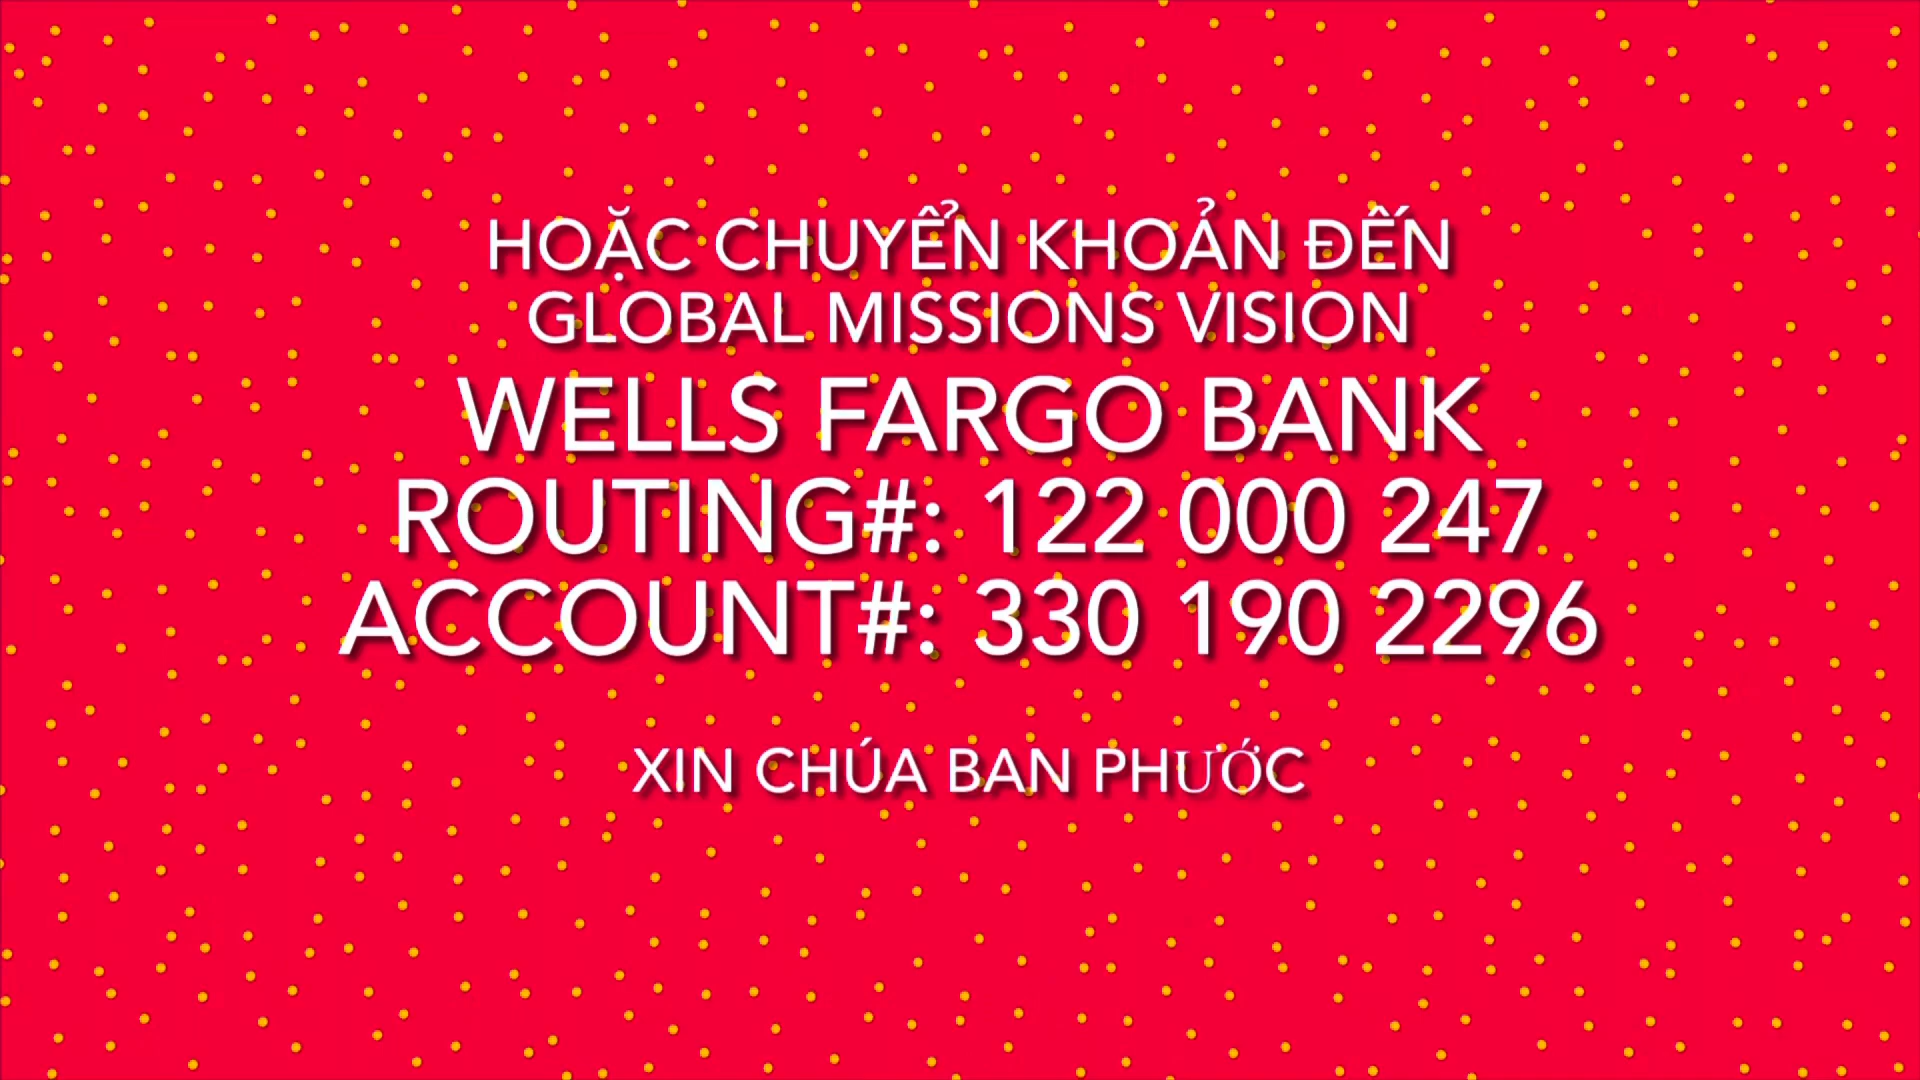 HOẶC CHUYỂN KHOẢN ĐẾN
GLOBAL MISSIONS VISION
WELLS FARGO BANK
ROUTING#: 122 000 247
ACCOUNT#: 330 190 2296
XIN CHÚA BAN PHƯỚC